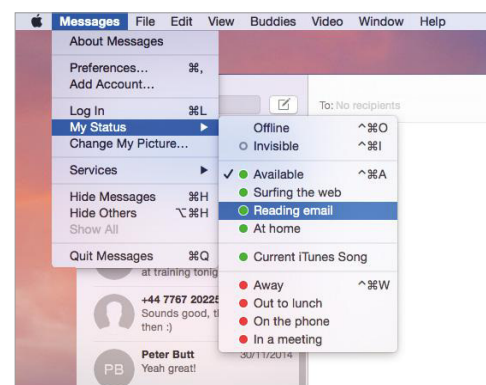 Messages File Edit View Buddies Video Window Help
About Messages
Preferences... ⌘,
Add Account...
Log In ⌘L
My Status ▶
Change My Picture...
Services ▶
Hide Messages ⌘H
Hide Others ⌥⌘H
Show All
Quit Messages ⌘Q
To: No recipients
Offline ^⌘O
Invisible ^⌘I
✓ Available ^⌘A
Surfing the web
Reading email
At home
Current iTunes Song
Away ^⌘W
Out to lunch
On the phone
In a meeting
at training tonig
+44 7767 20225
Sounds good, t
then :)
PB
Peter Butt 30/11/2014
Yeah great!